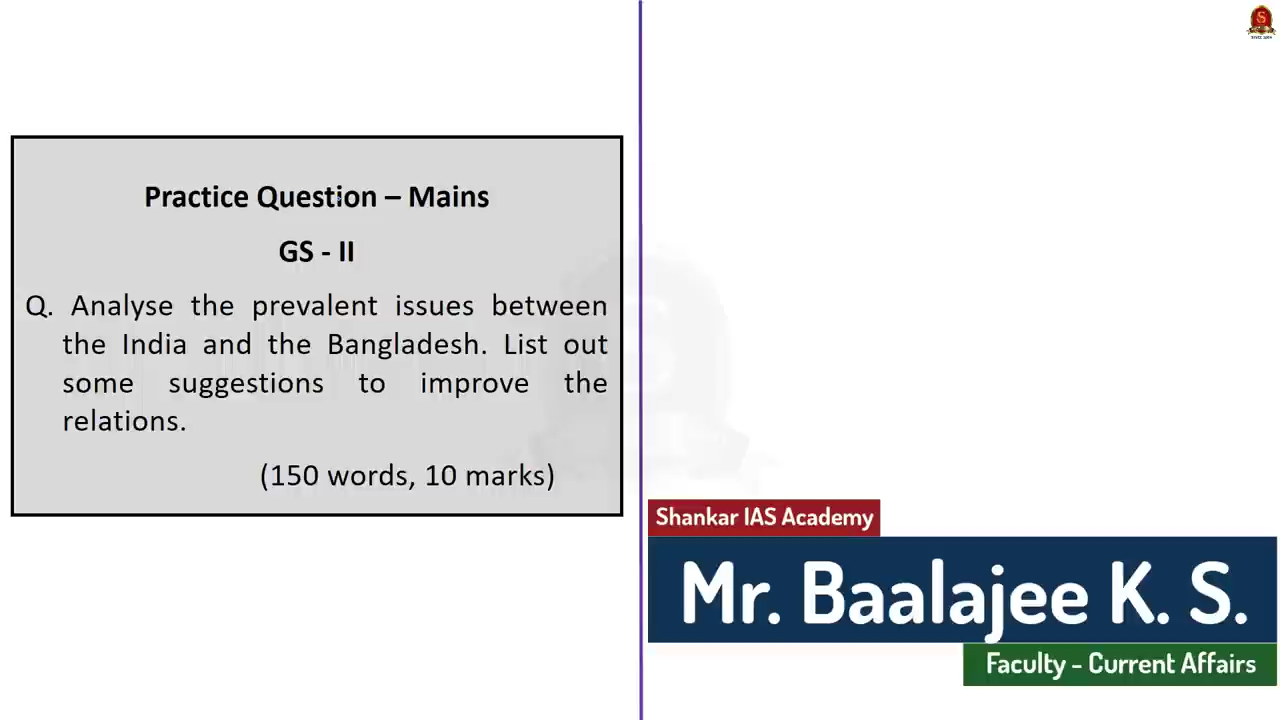 Practice Question – Mains
GS - II
Q. Analyse the prevalent issues between
the India and the Bangladesh. List out
some suggestions to improve the
relations.
(150 words, 10 marks)
Shankar IAS Academy
Mr. Baalajee K. S.
Faculty - Current Affairs